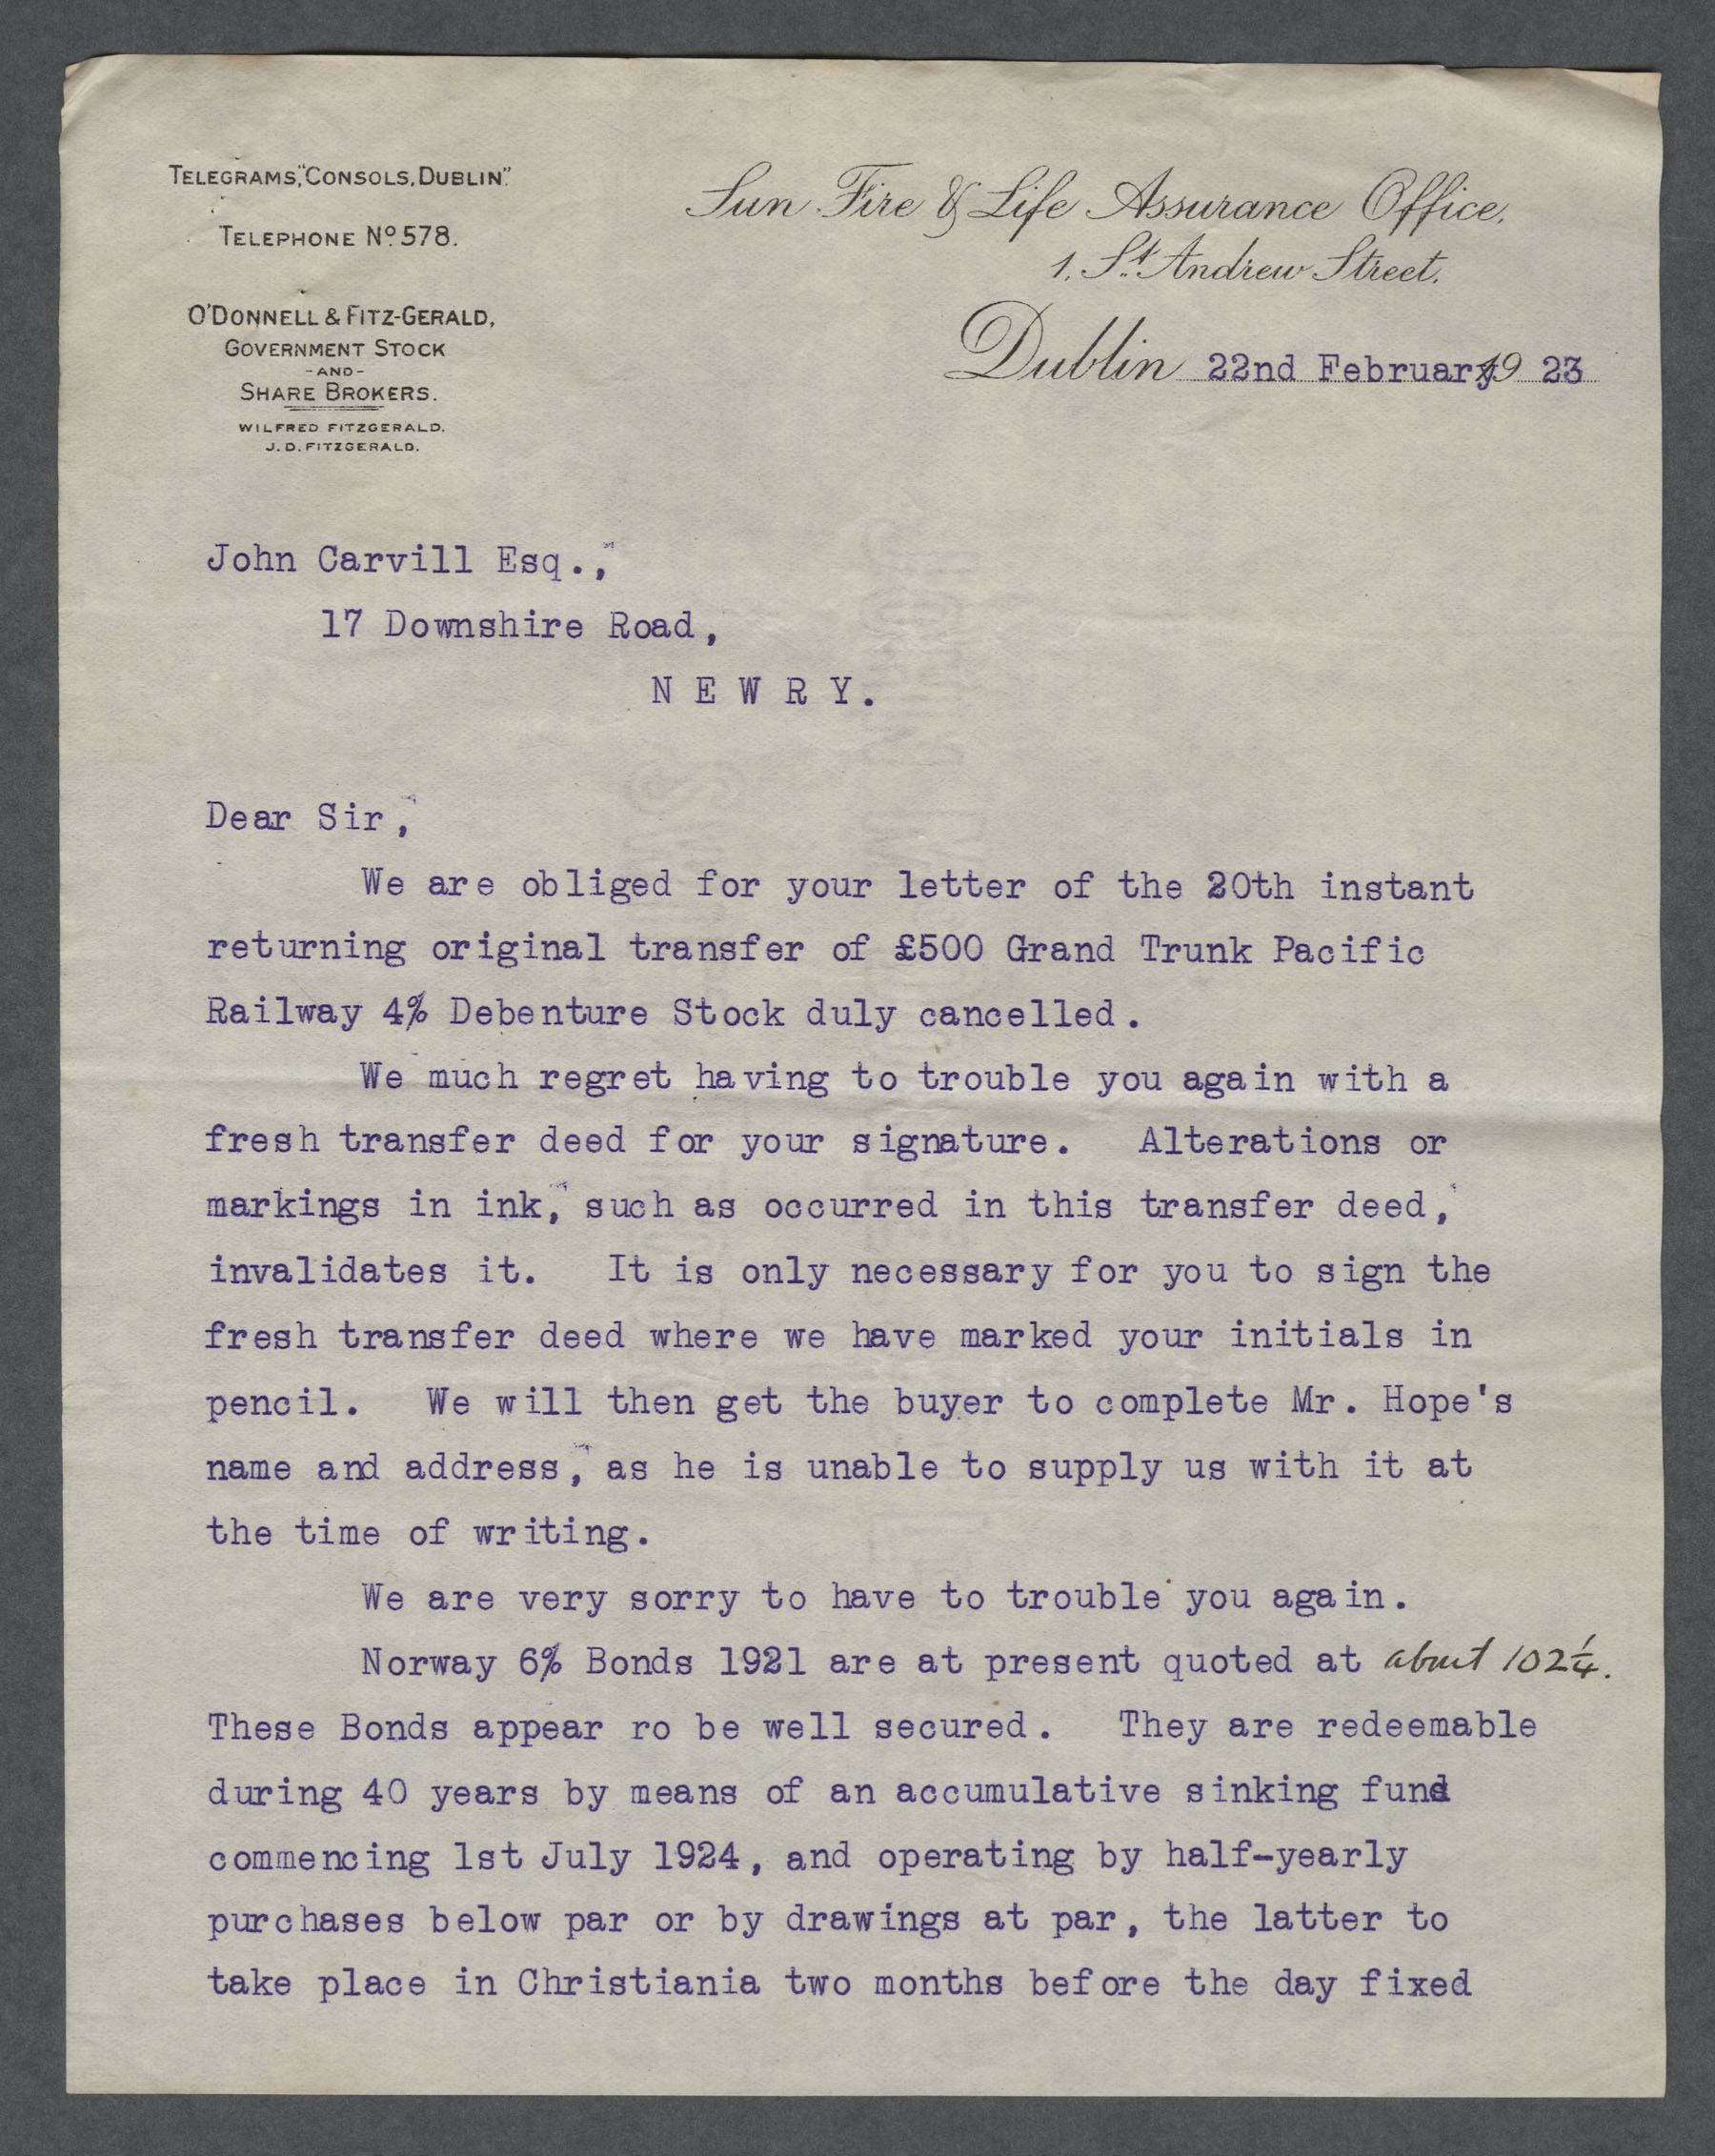 TELEGRAMS, "CONSOLS, DUBLIN."
TELEPHONE No. 578.
O'DONNELL & FITZ-GERALD,
GOVERNMENT STOCK
-AND-
SHARE BROKERS.
WILFRED FITZGERALD.
J. D. FITZGERALD.
Sun Fire & Life Assurance Office,
1, St. Andrew Street,
Dublin 22nd February 1923
John Carvill Esq.,
17 Downshire Road,
N E W R Y.
Dear Sir,
We are obliged for your letter of the 20th instant
returning original transfer of £500 Grand Trunk Pacific
Railway 4% Debenture Stock duly cancelled.
We much regret having to trouble you again with a
fresh transfer deed for your signature. Alterations or
markings in ink, such as occurred in this transfer deed,
invalidates it. It is only necessary for you to sign the
fresh transfer deed where we have marked your initials in
pencil. We will then get the buyer to complete Mr. Hope's
name and address, as he is unable to supply us with it at
the time of writing.
We are very sorry to have to trouble you again.
Norway 6% Bonds 1921 are at present quoted at about 102¼.
These Bonds appear ro be well secured. They are redeemable
during 40 years by means of an accumulative sinking fund
commencing 1st July 1924, and operating by half-yearly
purchases below par or by drawings at par, the latter to
take place in Christiania two months before the day fixed